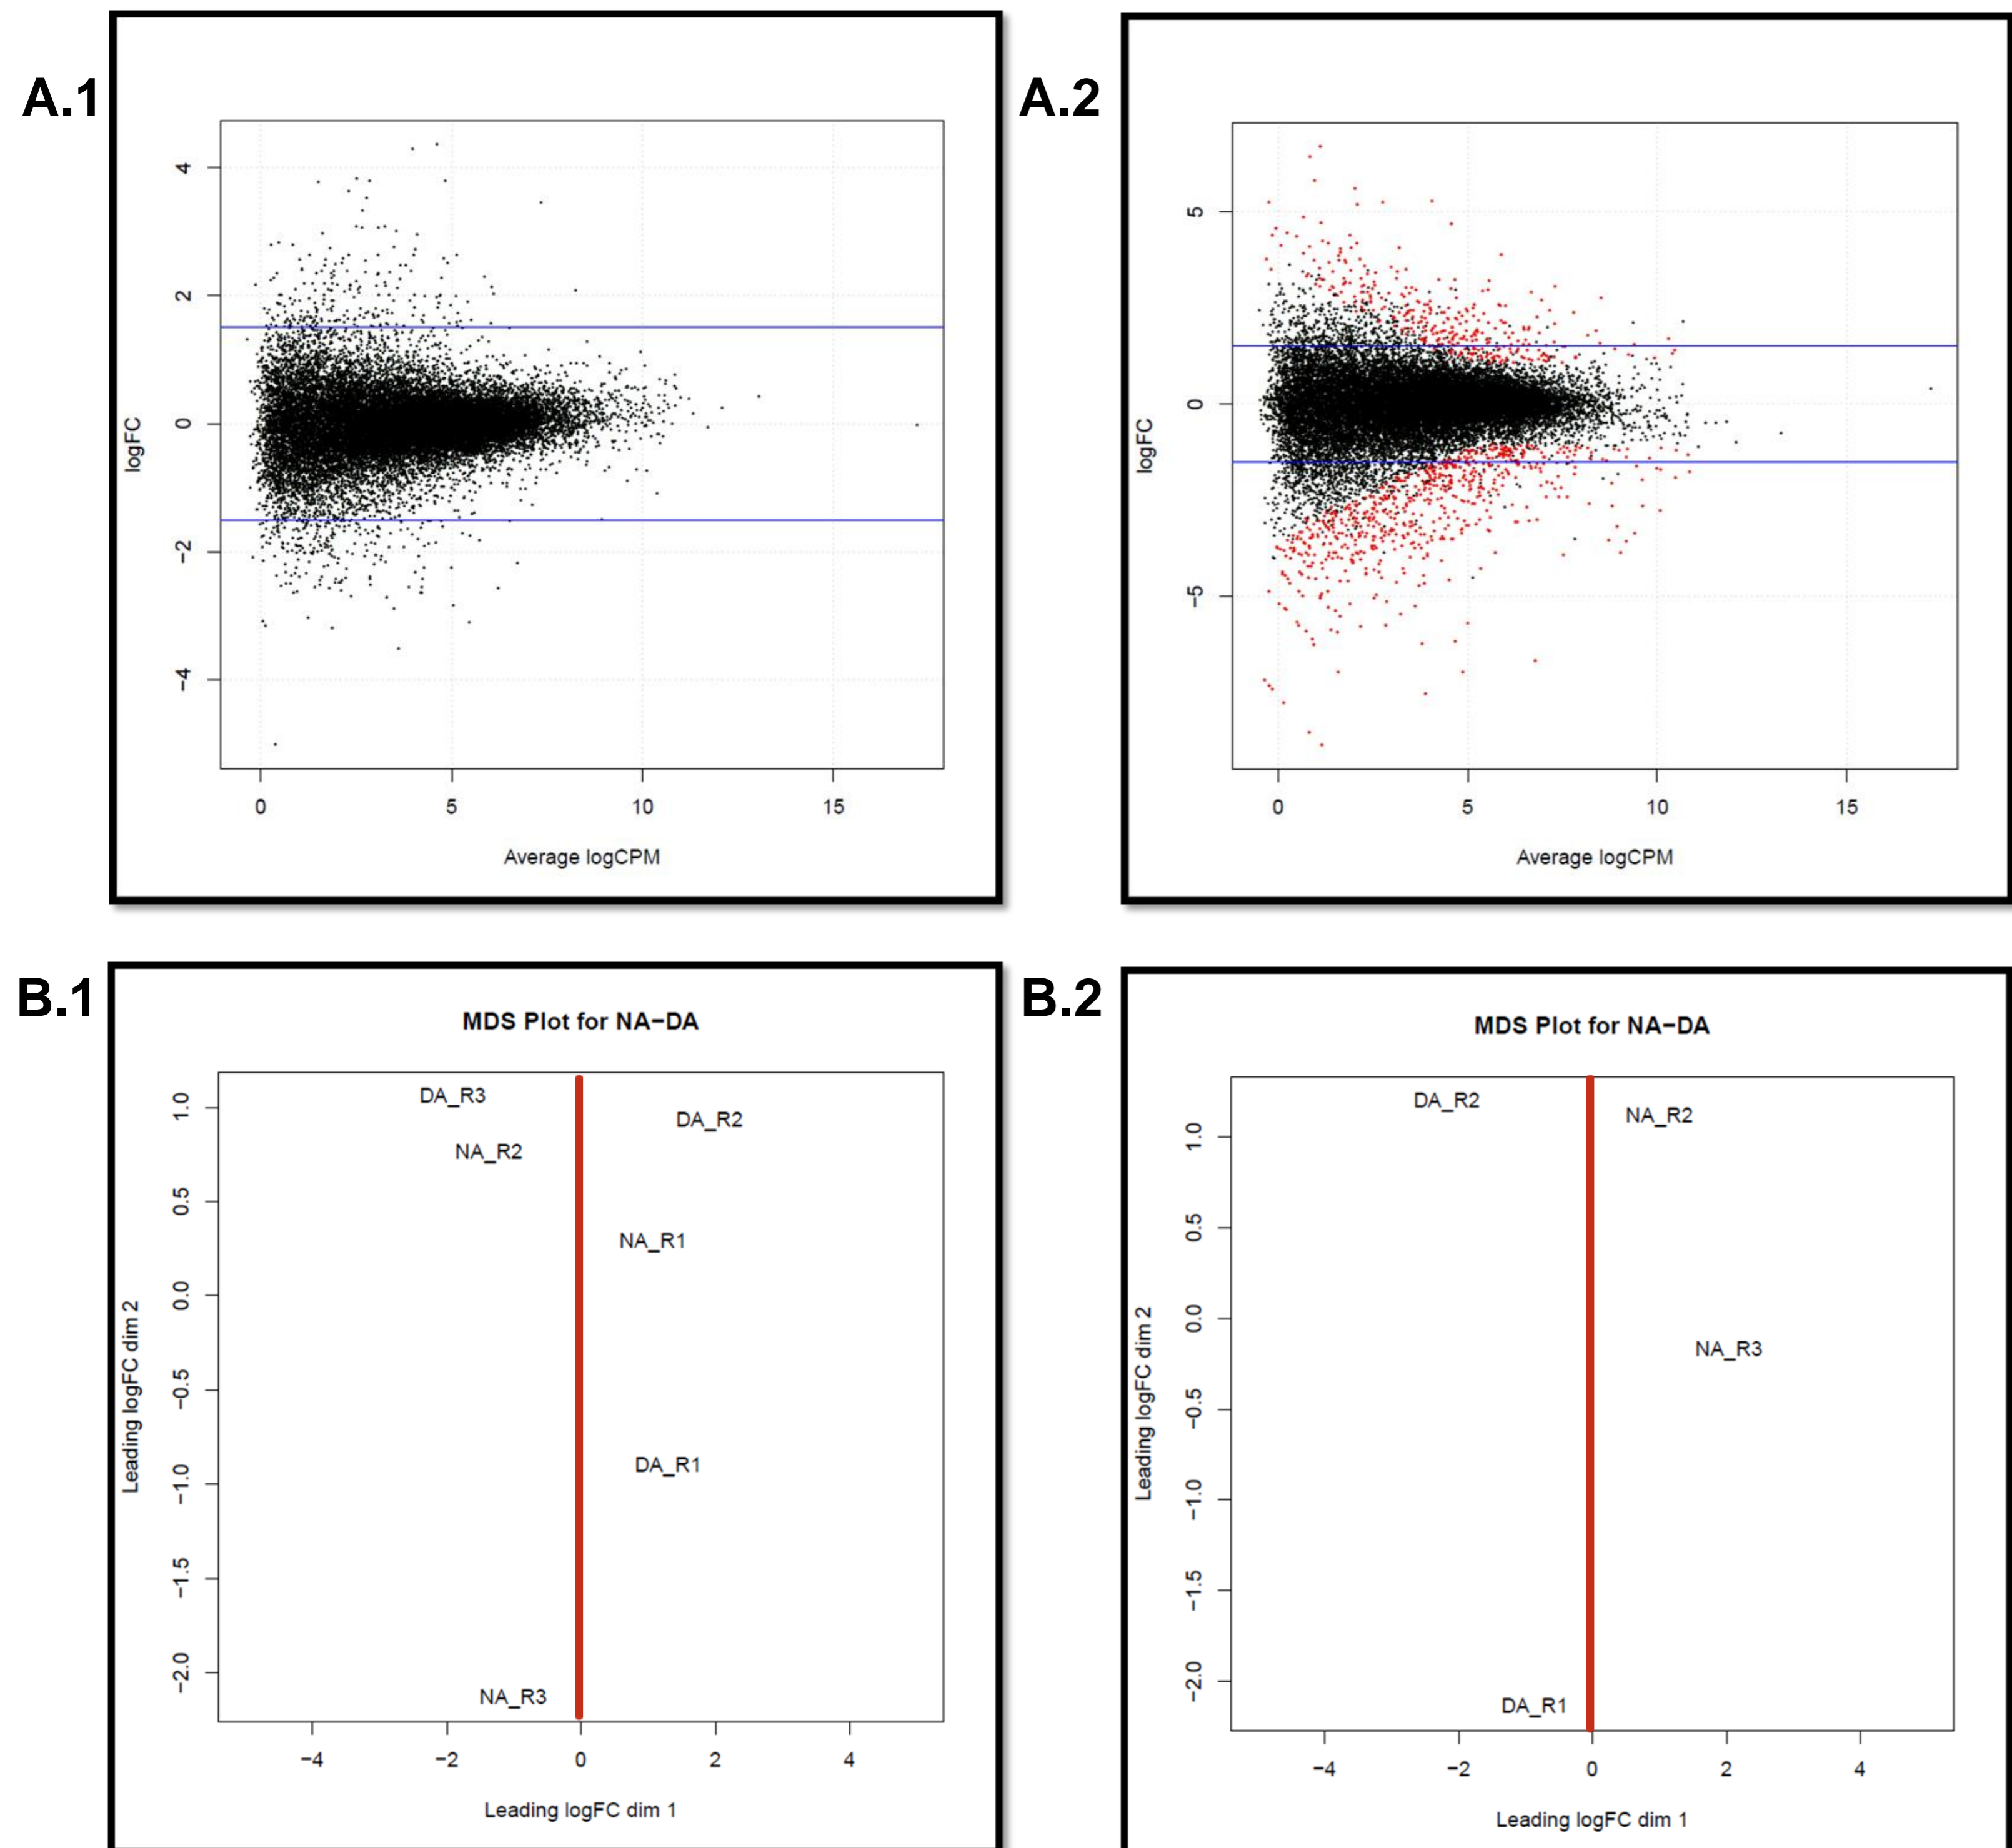 A.1
4
2
0
−2
−4
logFC
0 5 10 15
Average logCPM
A.2
5
0
−5
logFC
0 5 10 15
Average logCPM
B.1
MDS Plot for NA−DA
DA_R3
DA_R2
NA_R2
NA_R1
DA_R1
NA_R3
1.0
0.5
0.0
−0.5
−1.0
−1.5
−2.0
Leading logFC dim 2
−4 −2 0 2 4
Leading logFC dim 1
B.2
MDS Plot for NA−DA
DA_R2
NA_R2
NA_R3
DA_R1
1.0
0.5
0.0
−0.5
−1.0
−1.5
−2.0
Leading logFC dim 2
−4 −2 0 2 4
Leading logFC dim 1